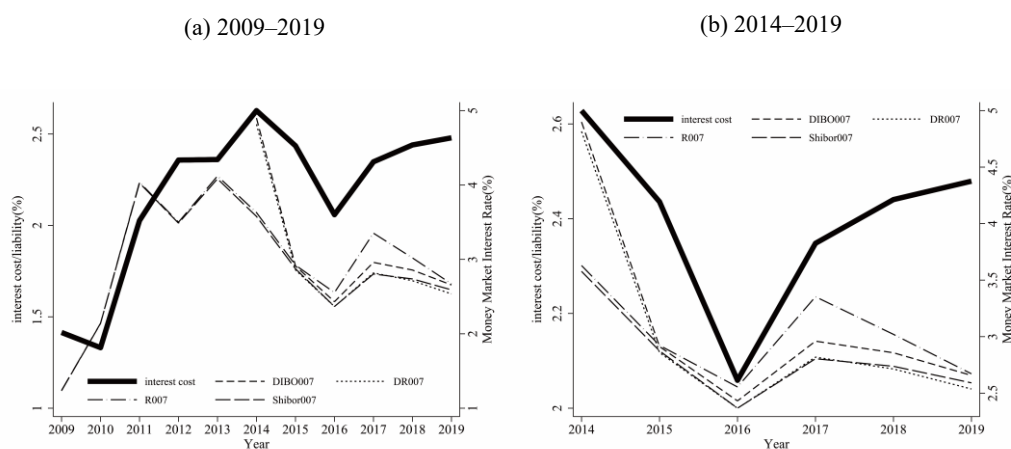 (a) 2009–2019
(b) 2014–2019
interest cost/liability(%)
1
1.5
2
2.5
Money Market Interest Rate(%)
1
2
3
4
5
interest cost
DIBO007
DR007
R007
Shibor007
2009 2010 2011 2012 2013 2014 2015 2016 2017 2018 2019
Year
interest cost/liability(%)
2
2.2
2.4
2.6
Money Market Interest Rate(%)
2.5
3
3.5
4
4.5
5
interest cost
DIBO007
DR007
R007
Shibor007
2014 2015 2016 2017 2018 2019
Year